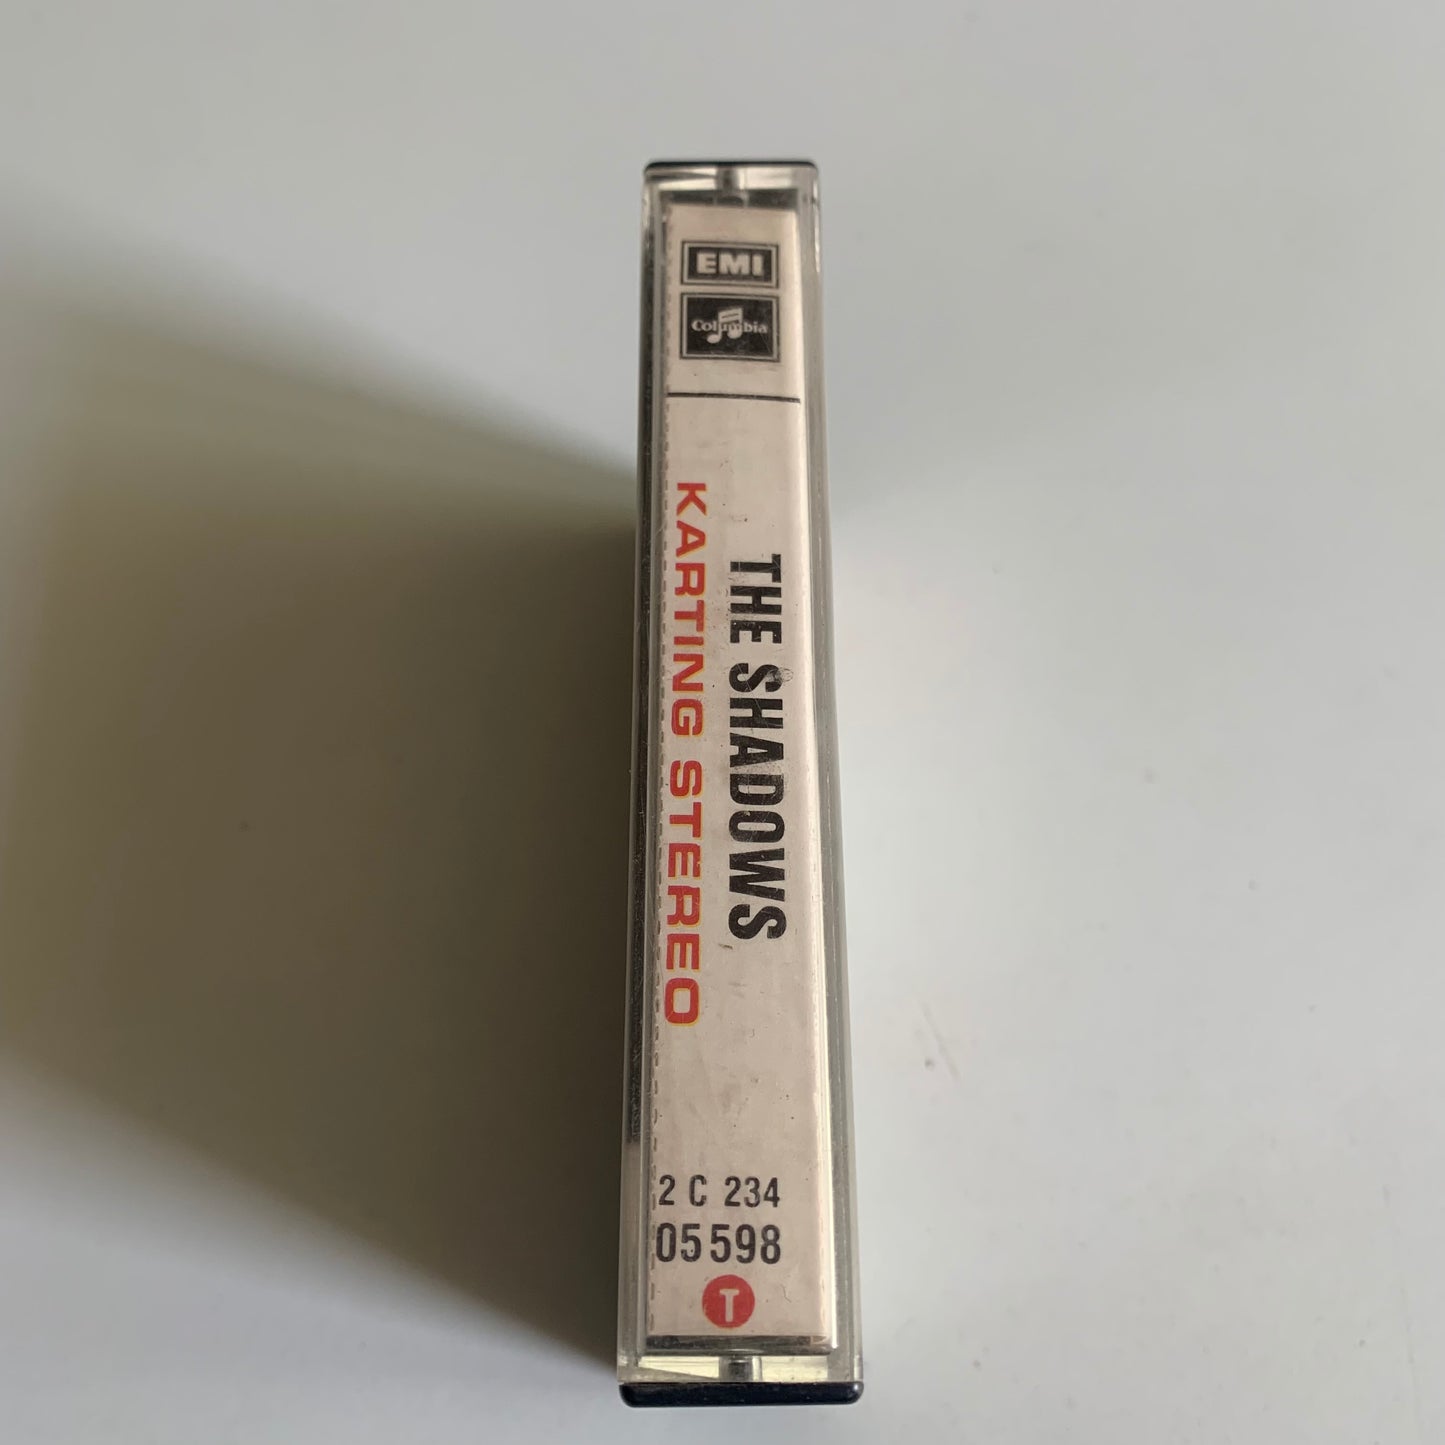 EMI
Columbia
THE SHADOWS
KARTING STEREO
2 C 234
05598
T